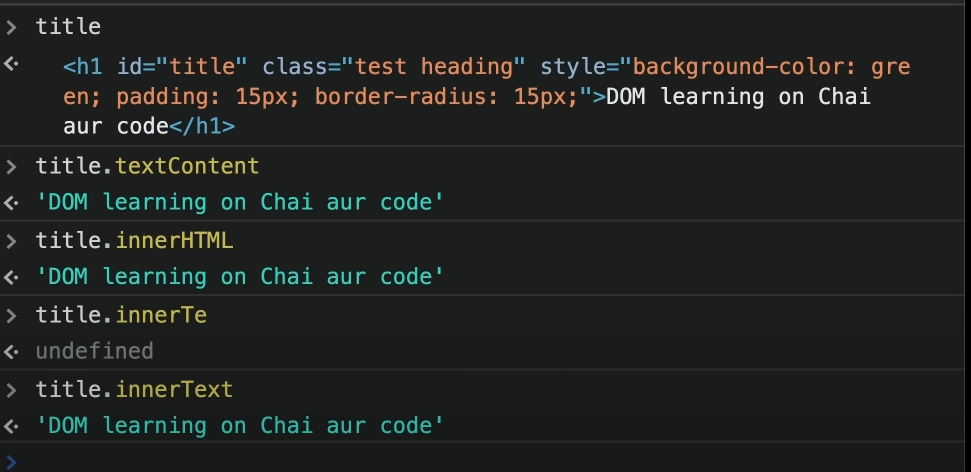 title
<h1 id="title" class="test heading" style="background-color: gre
en; padding: 15px; border-radius: 15px;">DOM learning on Chai
aur code</h1>
title.textContent
'DOM learning on Chai aur code'
title.innerHTML
'DOM learning on Chai aur code'
title.innerTe
undefined
title.innerText
'DOM learning on Chai aur code'